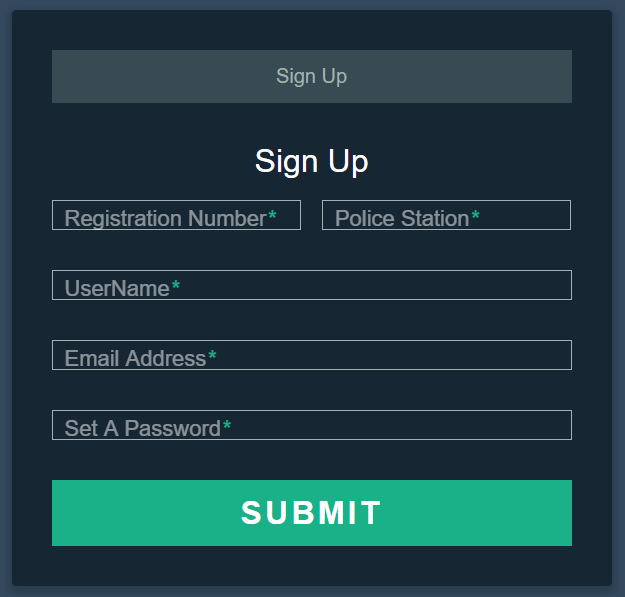 Sign Up
Sign Up
Registration Number* Police Station*
UserName*
Email Address*
Set A Password*
SUBMIT